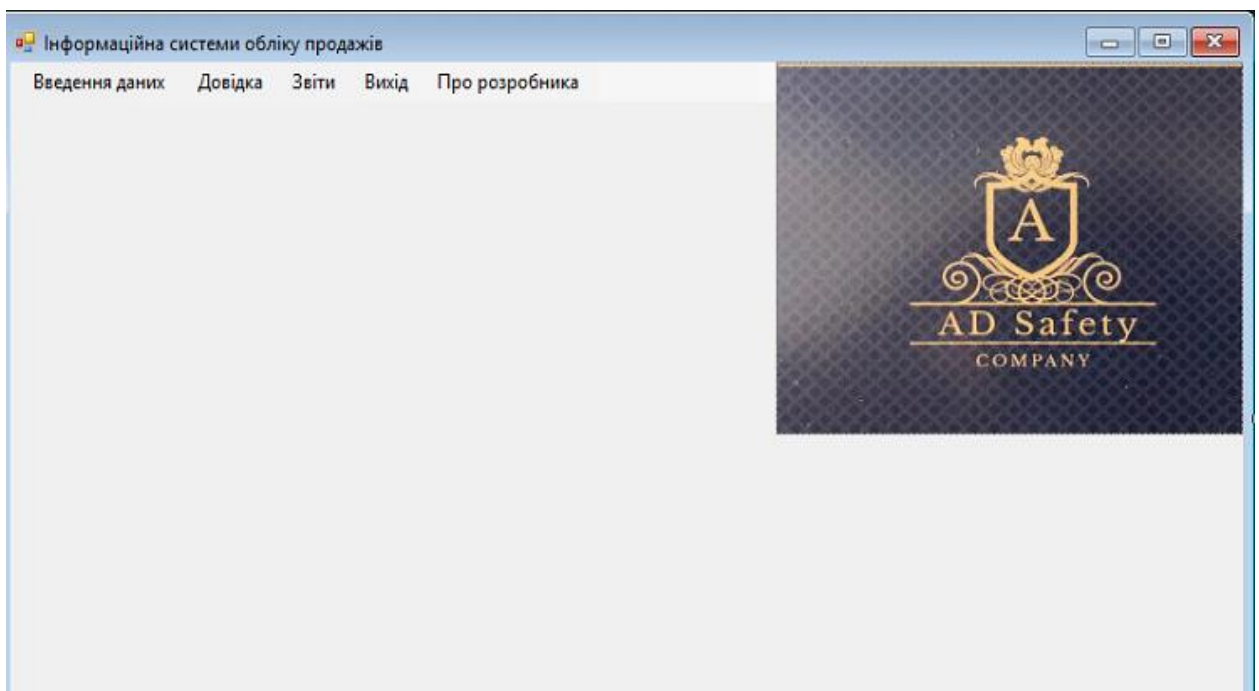 Інформаційна системи обліку продажів
Введення даних Довідка Звіти Вихід Про розробника
A
AD Safety
COMPANY